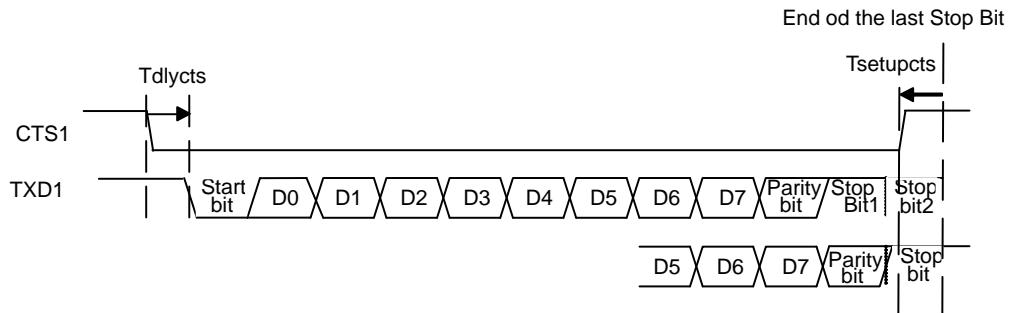 End od the last Stop Bit
Tdlycts
Tsetupcts
CTS1
TXD1
Start bit
D0
D1
D2
D3
D4
D5
D6
D7
Parity bit
Stop Bit1
Stop bit2
D5
D6
D7
Parity bit
Stop bit